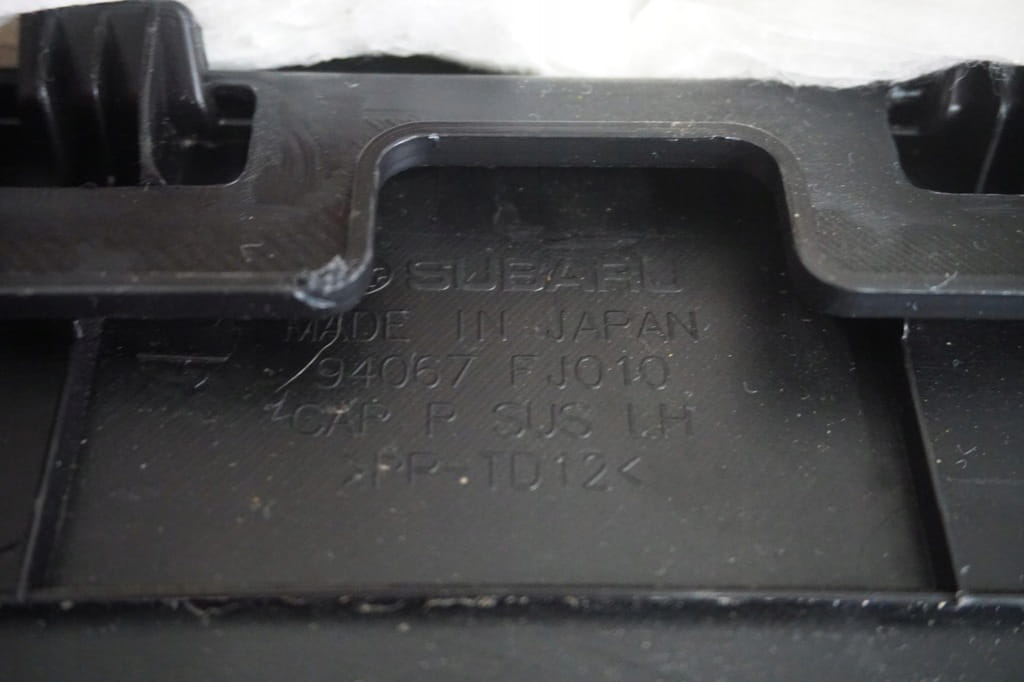 SUBARU
MADE IN JAPAN
94067 FJ010
CAP R SUS LH
>PP-TD12<